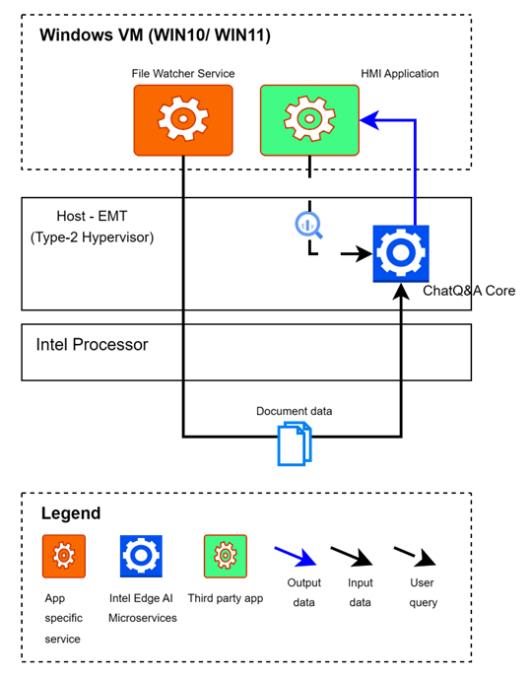 Windows VM (WIN10/ WIN11)
File Watcher Service
HMI Application
Host - EMT
(Type-2 Hypervisor)
ChatQ&A Core
Intel Processor
Document data
Legend
App
specific
service
Intel Edge AI
Microservices
Third party app
Output
data
Input
data
User
query